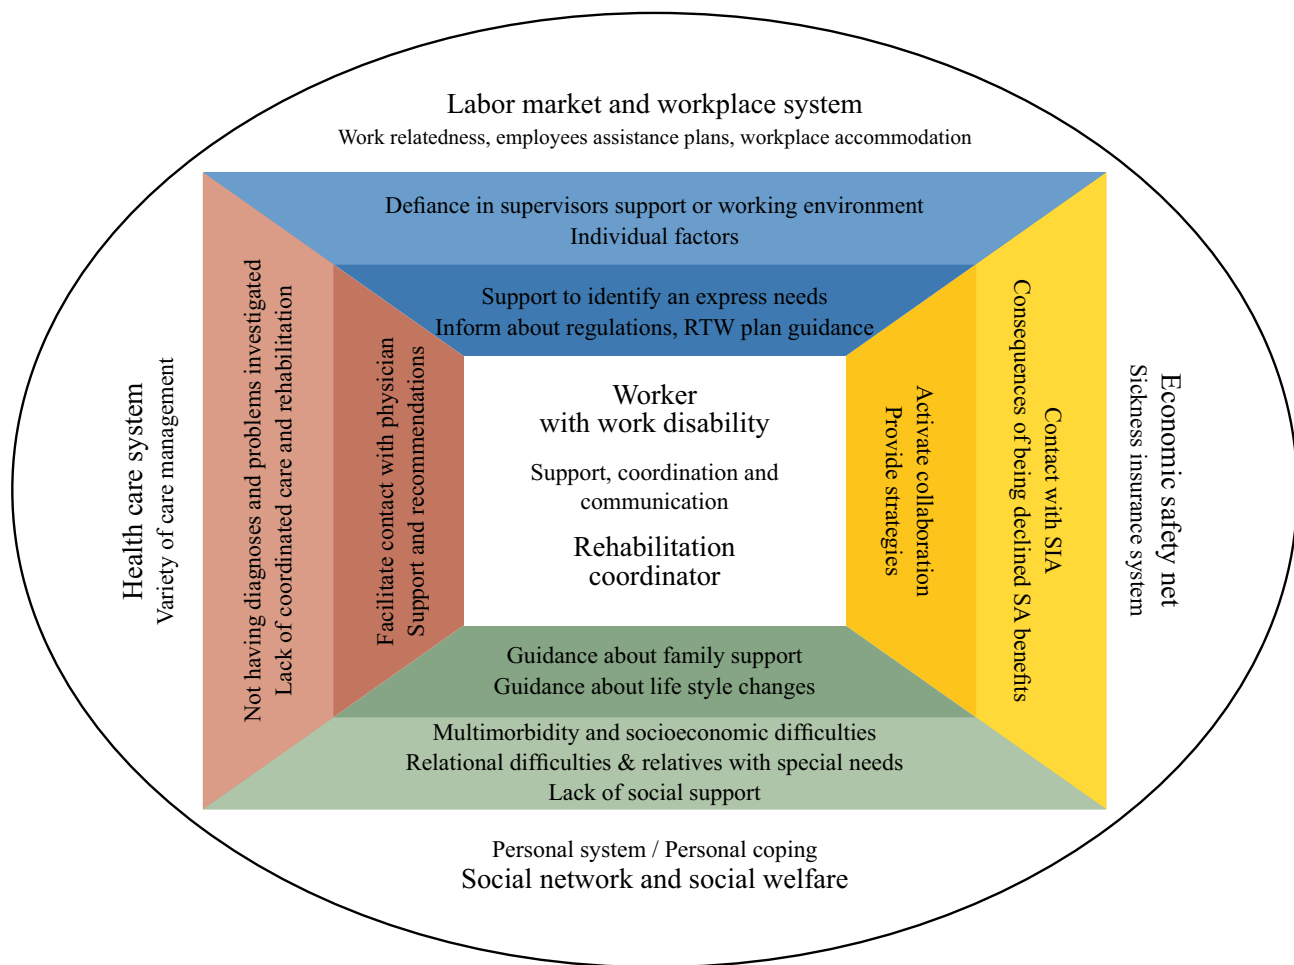 Labor market and workplace system
Work relatedness, employees assistance plans, workplace accommodation
Defiance in supervisors support or working environment
Individual factors
Support to identify an express needs
Inform about regulations, RTW plan guidance
Health care system
Variety of care management
Not having diagnoses and problems investigated
Lack of coordinated care and rehabilitation
Facilitate contact with physician
Support and recommendations
Worker
with work disability
Support, coordination and
communication
Rehabilitation
coordinator
Activate collaboration
Provide strategies
Contact with SIA
Consequences of being declined SA benefits
Economic safety net
Sickness insurance system
Guidance about family support
Guidance about life style changes
Multimorbidity and socioeconomic difficulties
Relational difficulties & relatives with special needs
Lack of social support
Personal system / Personal coping
Social network and social welfare